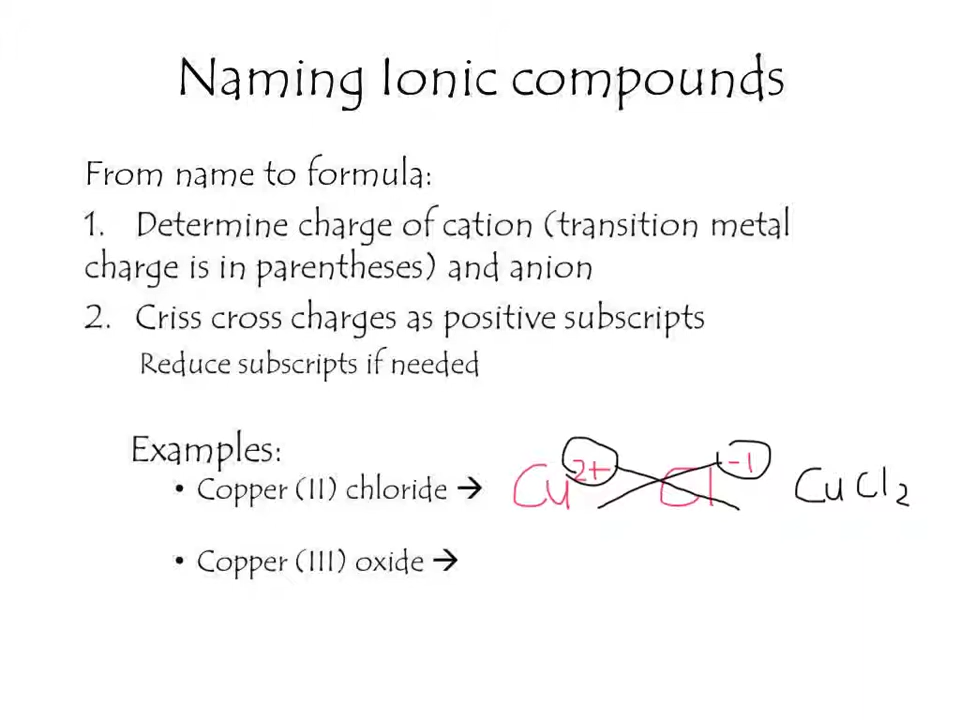 Naming Ionic compounds
From name to formula:
1. Determine charge of cation (transition metal
charge is in parentheses) and anion
2. Criss cross charges as positive subscripts
Reduce subscripts if needed
Examples:
• Copper (II) chloride → Cu²⁺ Cl⁻¹ CuCl₂
• Copper (III) oxide →